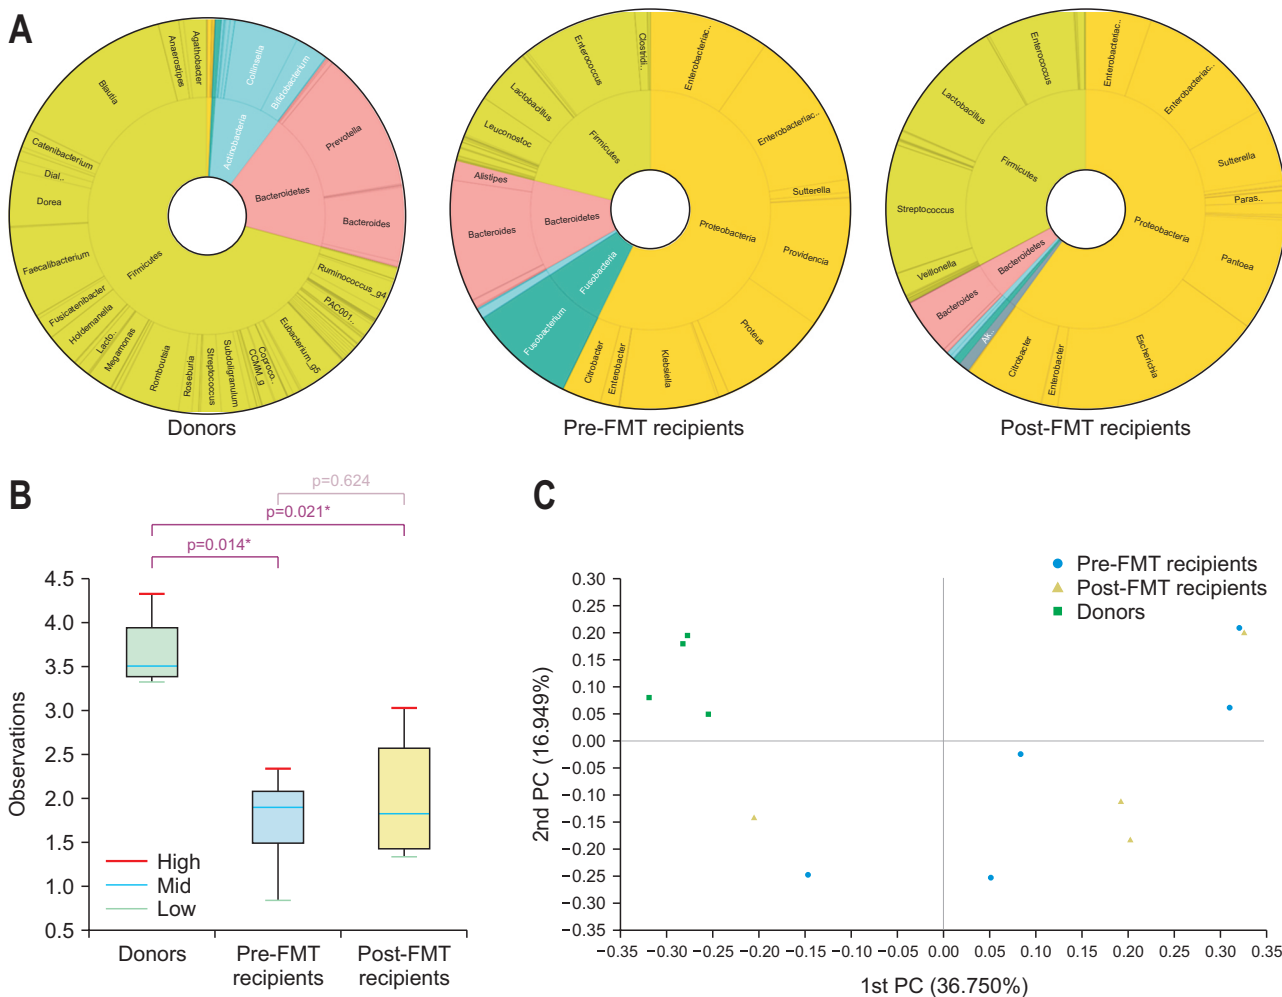 A
Agathobacter
Anaerostipes
Blautia
Catenibacterium
Dial..
Dorea
Faecalibacterium
Fusicatenibacter
Holdemanella
Lacto..
Megamonas
Romboutsia
Roseburia
Streptococcus
Subdoligranulum
CCMM_g
Coproco..
Eubacterium_g5
PAC001..
Ruminococcus_g4
Bacteroides
Prevotella
Bifidobacterium
Collinsella
Actinobacteria
Bacteroidetes
Firmicutes
Donors
Clostridi..
Enterococcus
Lactobacillus
Leuconostoc
Alistipes
Bacteroides
Fusobacterium
Citrobacter
Enterobacter
Klebsiella
Proteus
Providencia
Sutterella
Enterobacteriac..
Enterobacteriac..
Firmicutes
Bacteroidetes
Fusobacteria
Proteobacteria
Pre-FMT recipients
Enterococcus
Lactobacillus
Streptococcus
Veillonella
Bacteroides
AK..
Citrobacter
Enterobacter
Escherichia
Pantoea
Paras..
Sutterella
Enterobacteriac..
Enterobacteriac..
Firmicutes
Bacteroidetes
Proteobacteria
Post-FMT recipients
B
p=0.624
p=0.021*
p=0.014*
Observations
4.5
4.0
3.5
3.0
2.5
2.0
1.5
1.0
0.5
High
Mid
Low
Donors
Pre-FMT
recipients
Post-FMT
recipients
C
Pre-FMT recipients
Post-FMT recipients
Donors
2nd PC (16.949%)
0.30
0.25
0.20
0.15
0.10
0.05
0.00
−0.05
−0.10
−0.15
−0.20
−0.25
−0.30
−0.35
−0.35 −0.30 −0.25 −0.20 −0.15 −0.10 −0.05 0.00 0.05 0.10 0.15 0.20 0.25 0.30 0.35
1st PC (36.750%)